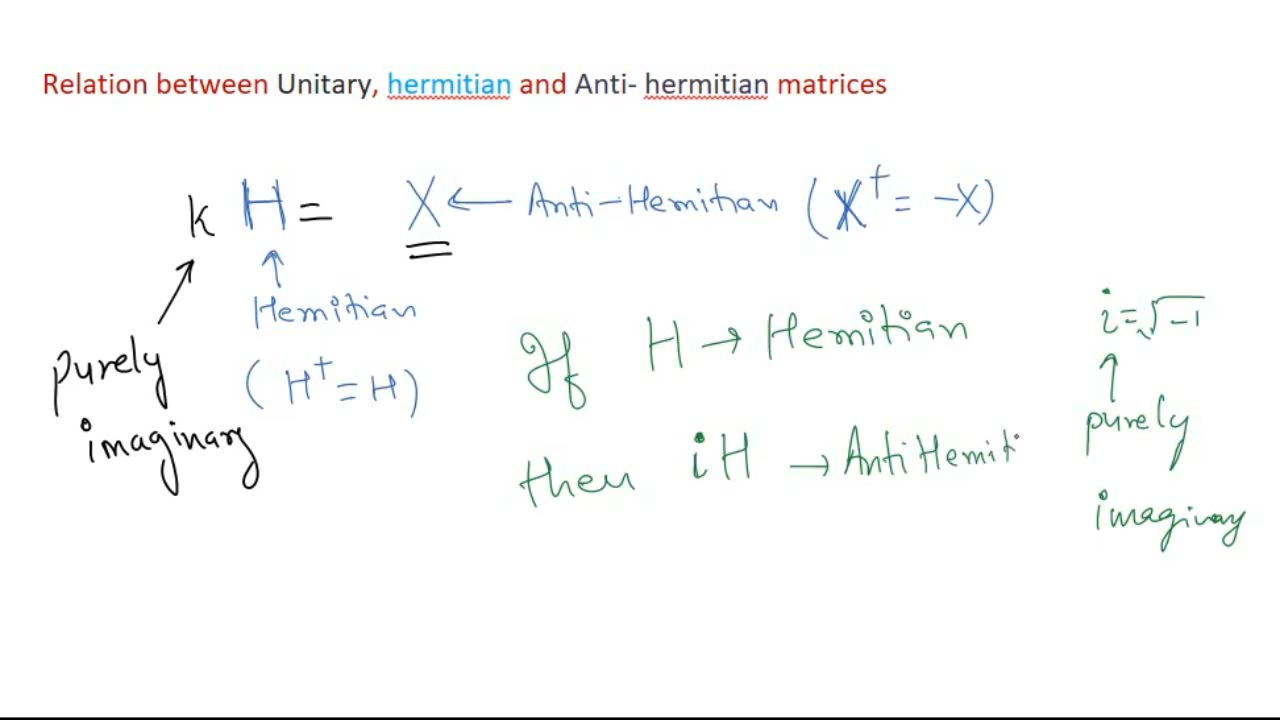 Relation between Unitary, hermitian and Anti- hermitian matrices
k H = X ← Anti-Hemitian (X† = -X)
↑
Hemitian
(H† = H)
purely
imaginary
If H → Hemitian
then iH → AntiHemit
i = √-1
↑
purely
imaginay